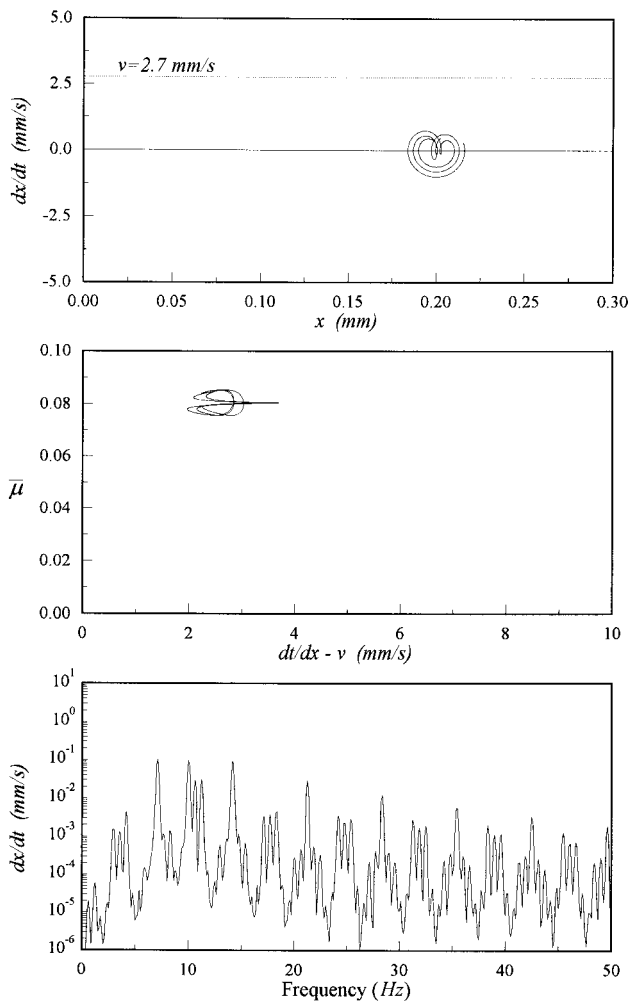 5.0
v=2.7 mm/s
2.5
0.0
-2.5
-5.0
dx/dt (mm/s)
0.00 0.05 0.10 0.15 0.20 0.25 0.30
x (mm)
0.10
0.08
0.06
0.04
0.02
0.00
μ̅
0 2 4 6 8 10
dt/dx - v (mm/s)
10¹
10⁰
10⁻¹
10⁻²
10⁻³
10⁻⁴
10⁻⁵
10⁻⁶
dx/dt (mm/s)
0 10 20 30 40 50
Frequency (Hz)